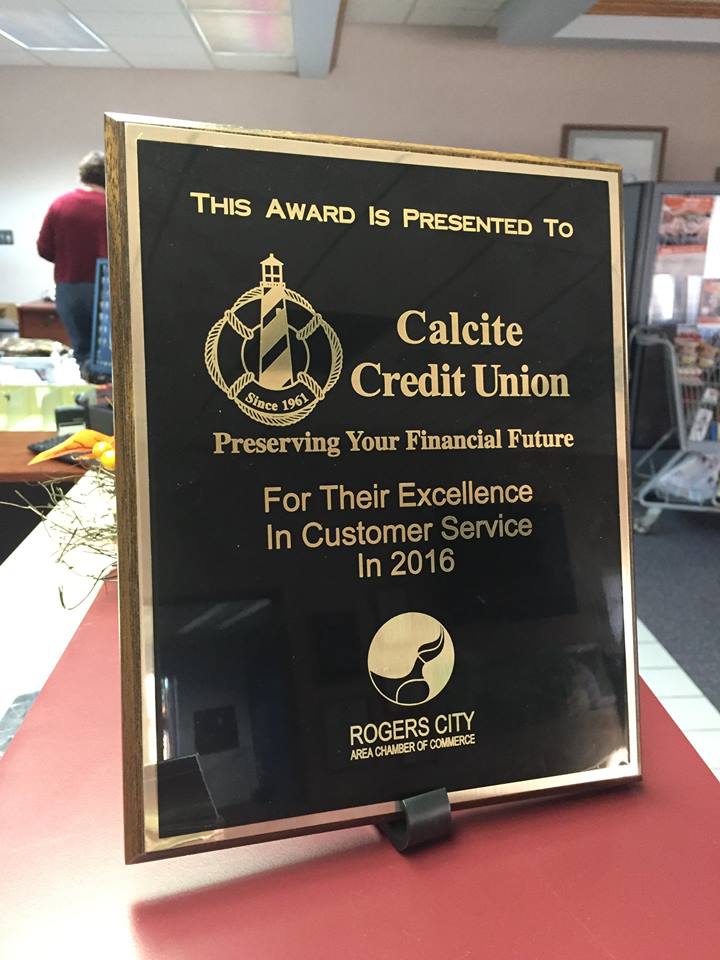 THIS AWARD IS PRESENTED TO
Since 1961
Calcite
Credit Union
Preserving Your Financial Future
For Their Excellence
In Customer Service
In 2016
ROGERS CITY
AREA CHAMBER OF COMMERCE